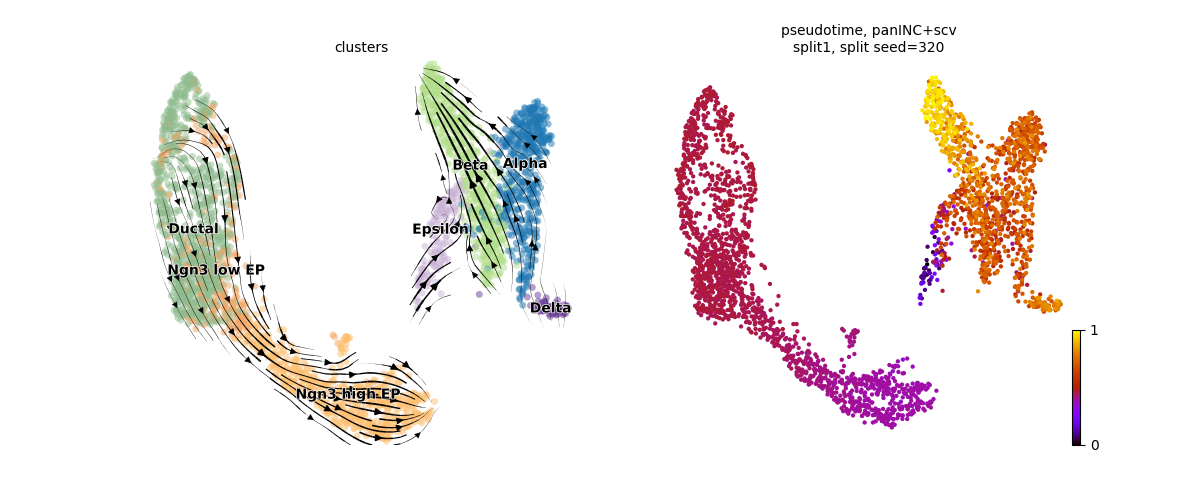 clusters
pseudotime, panINC+scv
split1, split seed=320
Beta
Alpha
Ductal
Epsilon
Ngn3 low EP
Delta
Ngn3 high EP
1
0